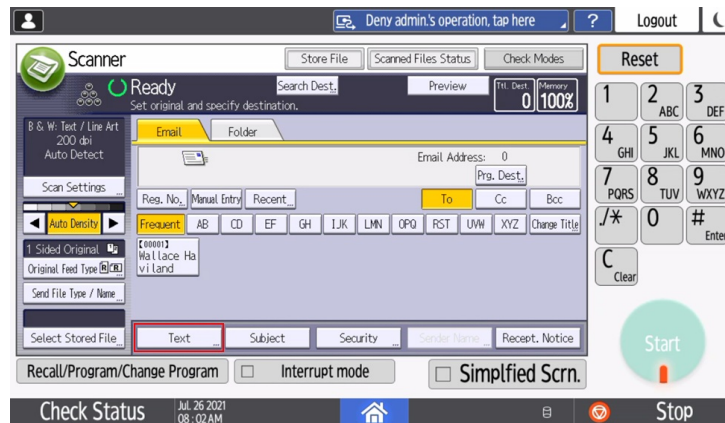 Deny admin.'s operation, tap here
?
Logout
Scanner
Store File
Scanned Files Status
Check Modes
Ready
Search Dest.
Preview
Ttl. Dest.
0
Memory
100%
Set original and specify destination.
B & W: Text / Line Art
200 dpi
Auto Detect
Scan Settings
Auto Density
1 Sided Original
Original Feed Type
Send File Type / Name
Select Stored File
Email
Folder
Email Address: 0
Prg. Dest.
Reg. No.
Manual Entry
Recent
To
Cc
Bcc
Frequent
AB
CD
EF
GH
IJK
LMN
OPQ
RST
UVW
XYZ
Change Title
[00001]
Wallace Ha
viland
Text
Subject
Security
Sender Name
Recept. Notice
Recall/Program/Change Program
Interrupt mode
Simplfied Scrn.
Check Status
Jul. 26 2021
08:02AM
Reset
1
2 ABC
3 DEF
4 GHI
5 JKL
6 MNO
7 PQRS
8 TUV
9 WXYZ
./*
0
# Enter
C Clear
Start
Stop